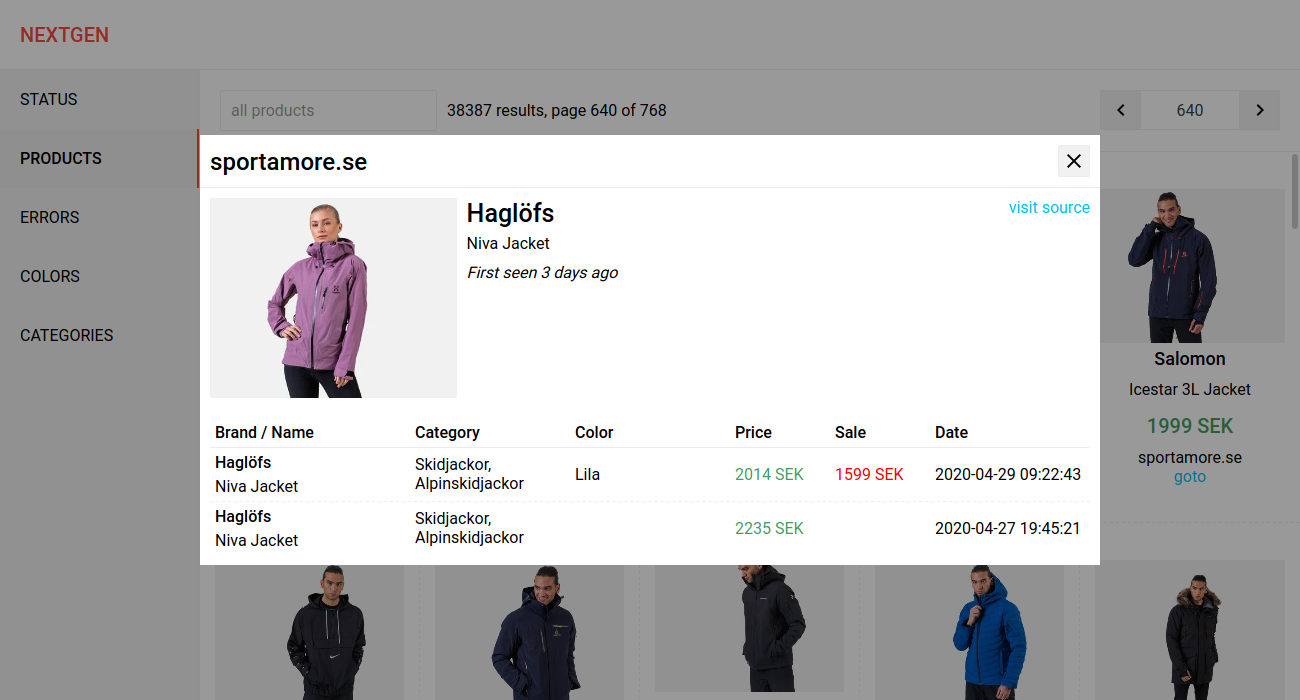 NEXTGEN
STATUS
PRODUCTS
ERRORS
COLORS
CATEGORIES
all products
38387 results, page 640 of 768
640
sportamore.se
Haglöfs
visit source
Niva Jacket
First seen 3 days ago
Brand / Name Category Color Price Sale Date
Haglöfs
Niva Jacket
Skidjackor,
Alpinskidjackor
Lila
2014 SEK
1599 SEK
2020-04-29 09:22:43
Haglöfs
Niva Jacket
Skidjackor,
Alpinskidjackor
2235 SEK
2020-04-27 19:45:21
Salomon
Icestar 3L Jacket
1999 SEK
sportamore.se
goto